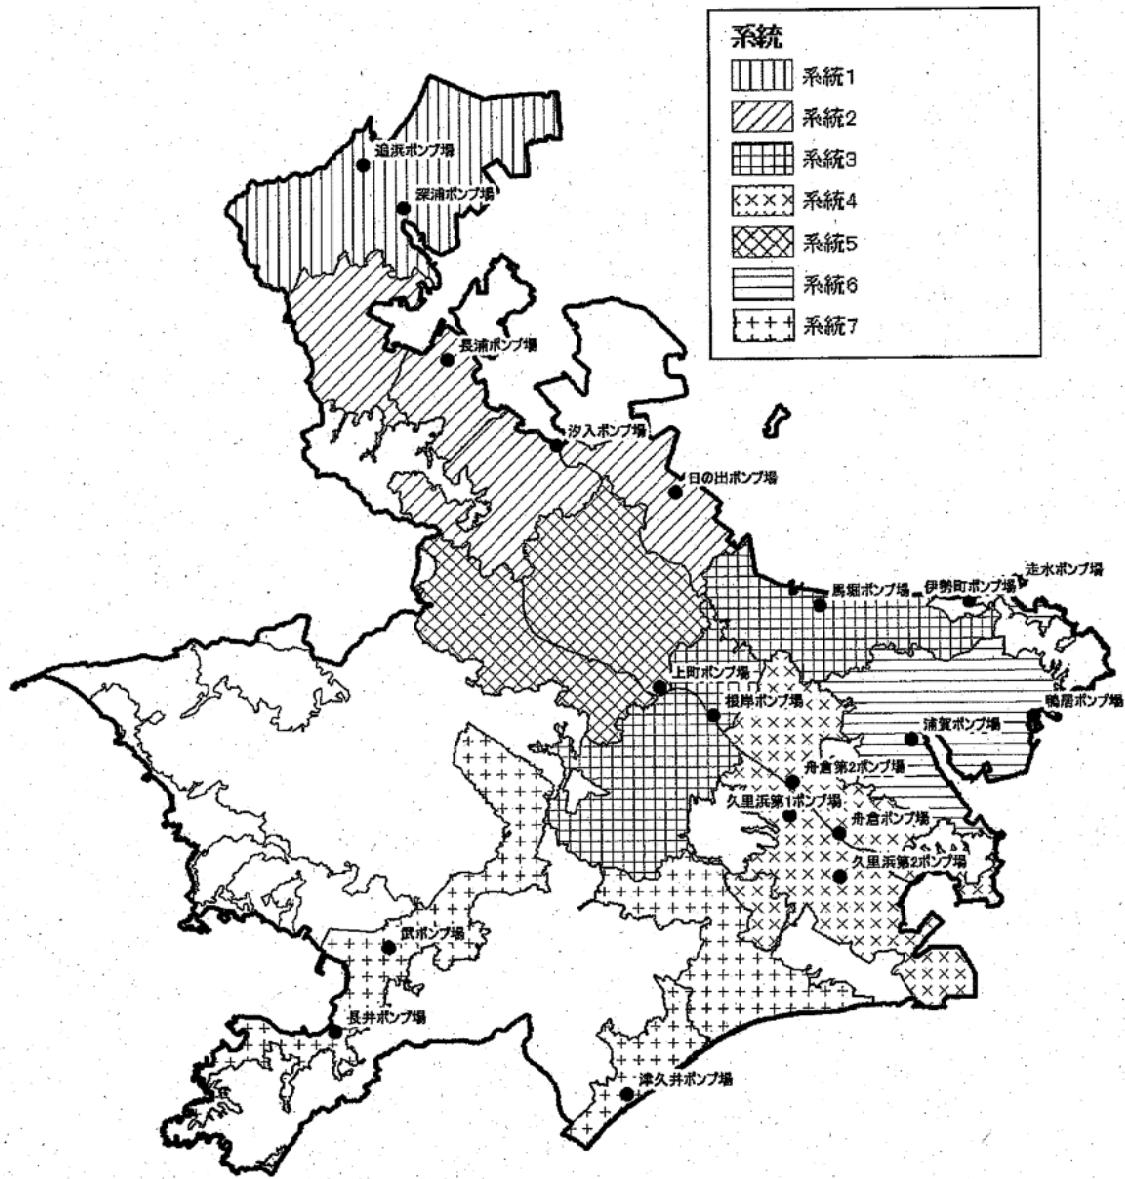 系統
系統1
系統2
系統3
系統4
系統5
系統6
系統7
追浜ポンプ場
深浦ポンプ場
長浦ポンプ場
汐入ポンプ場
日の出ポンプ場
走水ポンプ場
馬堀ポンプ場
伊勢町ポンプ場
上町ポンプ場
根岸ポンプ場
鴨居ポンプ場
浦賀ポンプ場
舟倉第2ポンプ場
久里浜第1ポンプ場
舟倉ポンプ場
久里浜第2ポンプ場
武ポンプ場
長井ポンプ場
津久井ポンプ場